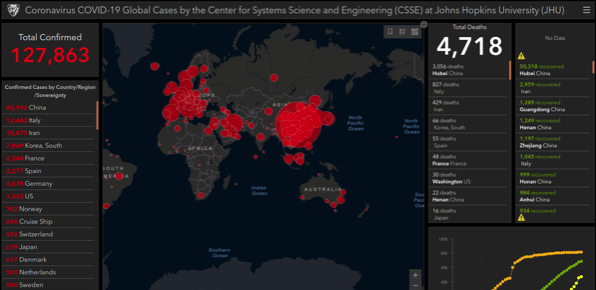 Coronavirus COVID-19 Global Cases by the Center for Systems Science and Engineering (CSSE) at Johns Hopkins University (JHU)
Total Confirmed
127,863
Confirmed Cases by Country/Region
/Sovereignty
China
12,462 Italy
10,075 Iran
7,869 Korea, South
2,284 France
2,277 Spain
2,078 Germany
1,323 US
Norway
696 Cruise Ship
652 Switzerland
639 Japan
617 Denmark
503 Netherlands
500 Sweden
EUROPE
ASIA
AFRICA
SOUTH
AMERICA
AUSTRALIA
North
Pacific
Ocean
Indian
Ocean
Southern
Ocean
South
Pacific
Ocean
Total Deaths
4,718
3,056 deaths
Hubei China
827 deaths
Italy
429 deaths
Iran
66 deaths
Korea, South
55 deaths
Spain
48 deaths
France France
30 deaths
Washington US
22 deaths
Henan China
16 deaths
Japan
No Data
50,318 recovered
Hubei China
2,959 recovered
Iran
1,289 recovered
Guangdong China
1,249 recovered
Henan China
1,197 recovered
Zhejiang China
1,045 recovered
Italy
999 recovered
Hunan China
984 recovered
Anhui China
934 recovered
100k